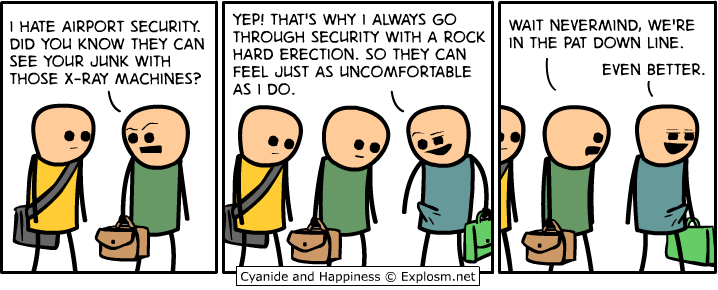 I HATE AIRPORT SECURITY.
DID YOU KNOW THEY CAN
SEE YOUR JUNK WITH
THOSE X-RAY MACHINES?
YEP! THAT'S WHY I ALWAYS GO
THROUGH SECURITY WITH A ROCK
HARD ERECTION. SO THEY CAN
FEEL JUST AS UNCOMFORTABLE
AS I DO.
WAIT NEVERMIND, WE'RE
IN THE PAT DOWN LINE.
EVEN BETTER.
Cyanide and Happiness © Explosm.net